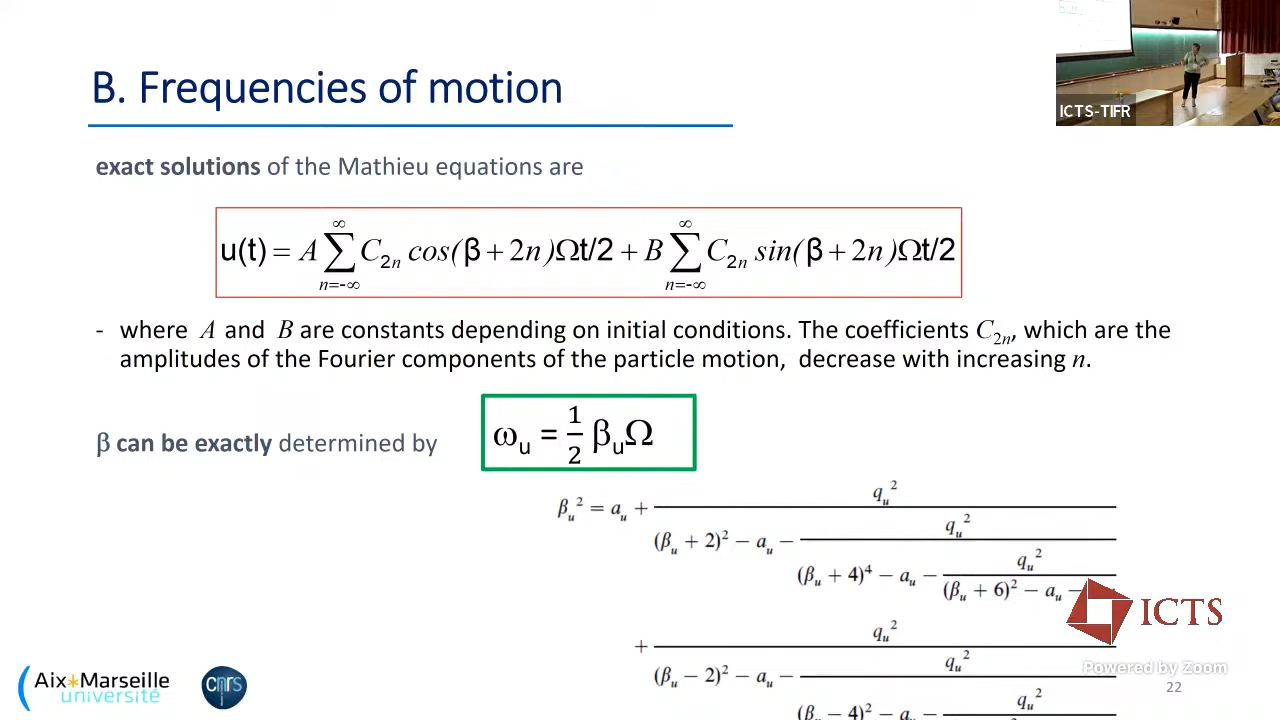 B. Frequencies of motion
ICTS-TIFR
exact solutions of the Mathieu equations are
u(t) = A ∑_{n=-∞}^{∞} C_{2n} cos(β + 2n)Ωt/2 + B ∑_{n=-∞}^{∞} C_{2n} sin(β + 2n)Ωt/2
- where A and B are constants depending on initial conditions. The coefficients C_{2n}, which are the
amplitudes of the Fourier components of the particle motion, decrease with increasing n.
β can be exactly determined by
ω_u = 1/2 β_u Ω
β_u² = a_u +
q_u²
(β_u + 2)² − a_u −
q_u²
(β_u + 4)⁴ − a_u −
q_u²
(β_u + 6)² − a_u −
+
q_u²
(β_u − 2)² − a_u −
q_u²
(β_u − 4)² − a_u −
q_u²
ICTS
Powered by Zoom
Aix*Marseille
université
cnrs
22